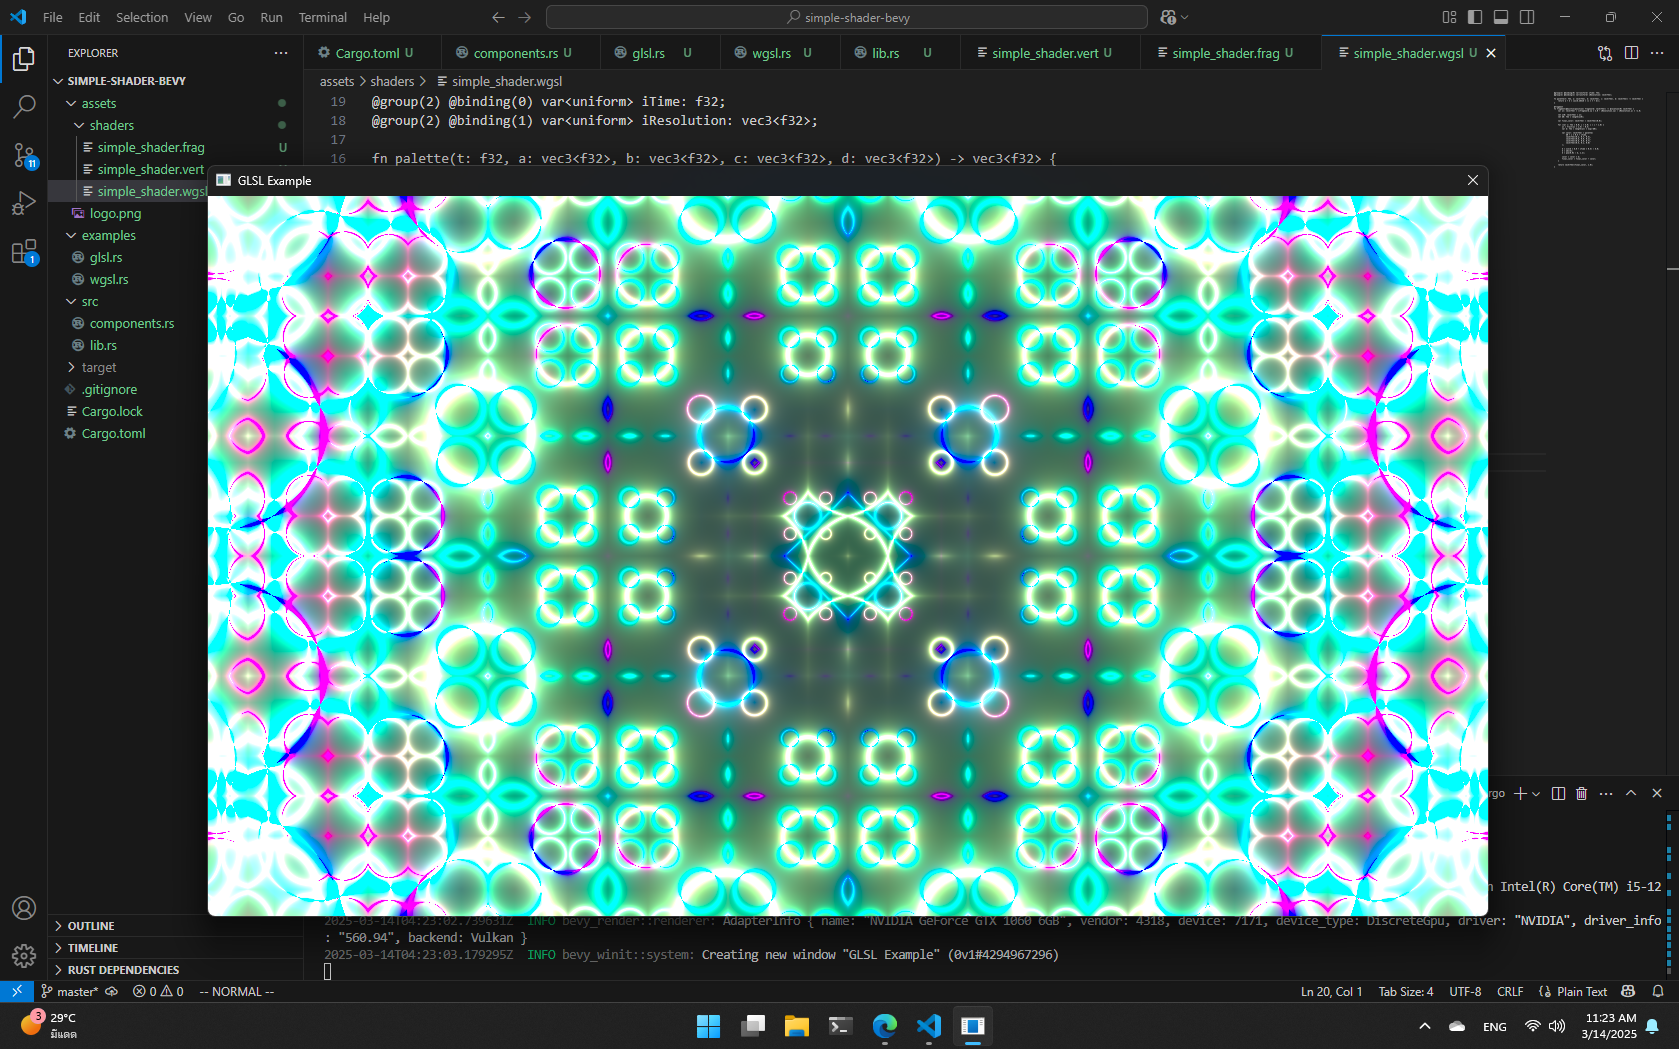 File Edit Selection View Go Run Terminal Help
simple-shader-bevy
EXPLORER
SIMPLE-SHADER-BEVY
assets
shaders
simple_shader.frag
simple_shader.vert U
simple_shader.wgsl
logo.png
examples
glsl.rs
wgsl.rs
src
components.rs
lib.rs
target
.gitignore
Cargo.lock
Cargo.toml
OUTLINE
TIMELINE
RUST DEPENDENCIES
11
1
Cargo.toml U components.rs U glsl.rs U wgsl.rs U lib.rs U simple_shader.vert U simple_shader.frag U simple_shader.wgsl U
assets > shaders > simple_shader.wgsl
19 @group(2) @binding(0) var<uniform> iTime: f32;
18 @group(2) @binding(1) var<uniform> iResolution: vec3<f32>;
17
16 fn palette(t: f32, a: vec3<f32>, b: vec3<f32>, c: vec3<f32>, d: vec3<f32>) -> vec3<f32> {
GLSL Example
rgo
n Intel(R) Core(TM) i5-12
2025-03-14T04:23:02.739631Z INFO bevy_render::renderer: AdapterInfo { name: "NVIDIA GeForce GTX 1060 6GB", vendor: 4318, device: 7171, device_type: DiscreteGpu, driver: "NVIDIA", driver_info
: "560.94", backend: Vulkan }
2025-03-14T04:23:03.179295Z INFO bevy_winit::system: Creating new window "GLSL Example" (0v1#4294967296)
master* 0 0 -- NORMAL -- Ln 20, Col 1 Tab Size: 4 UTF-8 CRLF Plain Text
3
29°C
มีแดด
ENG
11:23 AM
3/14/2025